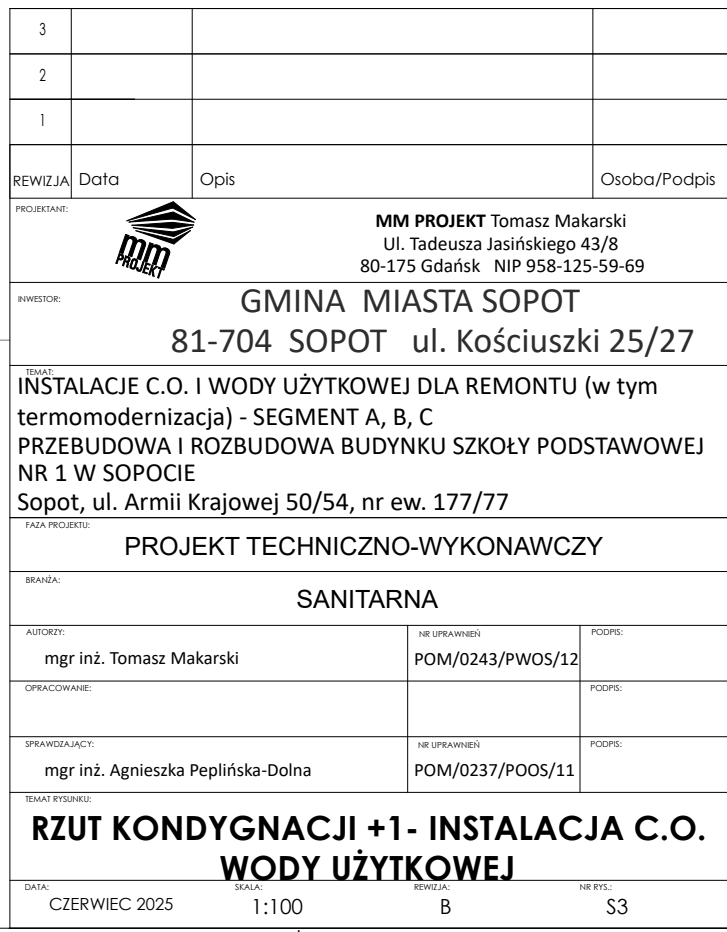 3
2
1
REWIZJA Data Opis Osoba/Podpis
PROJEKTANT:
mm
PROJEKT
MM PROJEKT Tomasz Makarski
Ul. Tadeusza Jasińskiego 43/8
80-175 Gdańsk NIP 958-125-59-69
INWESTOR:
GMINA MIASTA SOPOT
81-704 SOPOT ul. Kościuszki 25/27
TEMAT:
INSTALACJE C.O. I WODY UŻYTKOWEJ DLA REMONTU (w tym
termomodernizacja) - SEGMENT A, B, C
PRZEBUDOWA I ROZBUDOWA BUDYNKU SZKOŁY PODSTAWOWEJ
NR 1 W SOPOCIE
Sopot, ul. Armii Krajowej 50/54, nr ew. 177/77
FAZA PROJEKTU:
PROJEKT TECHNICZNO-WYKONAWCZY
BRANŻA:
SANITARNA
AUTORZY: NR UPRAWNIEŃ PODPIS:
mgr inż. Tomasz Makarski POM/0243/PWOS/12
OPRACOWANIE: PODPIS:
SPRAWDZAJĄCY: NR UPRAWNIEŃ PODPIS:
mgr inż. Agnieszka Peplińska-Dolna POM/0237/POOS/11
TEMAT RYSUNKU:
RZUT KONDYGNACJI +1- INSTALACJA C.O.
WODY UŻYTKOWEJ
DATA: SKALA: REWIZJA: NR RYS.:
CZERWIEC 2025 1:100 B S3